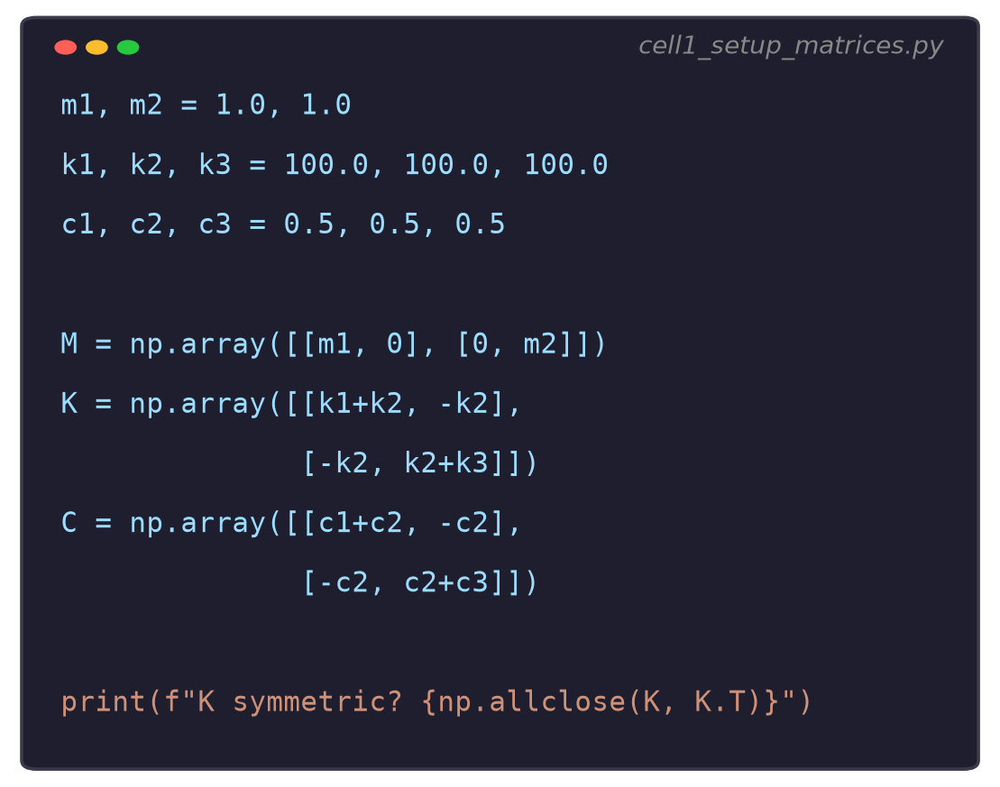 cell1_setup_matrices.py
m1, m2 = 1.0, 1.0
k1, k2, k3 = 100.0, 100.0, 100.0
c1, c2, c3 = 0.5, 0.5, 0.5
M = np.array([[m1, 0], [0, m2]])
K = np.array([[k1+k2, -k2],
              [-k2, k2+k3]])
C = np.array([[c1+c2, -c2],
              [-c2, c2+c3]])
print(f"K symmetric? {np.allclose(K, K.T)}")